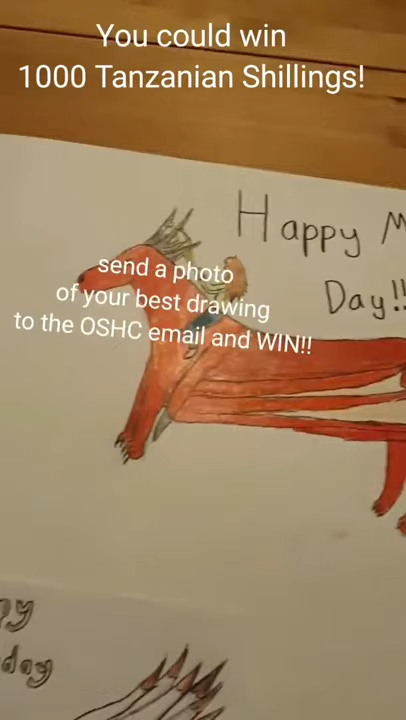 You could win
1000 Tanzanian Shillings!
Happy M
Day!!
send a photo
of your best drawing
to the OSHC email and WIN!!
py
day